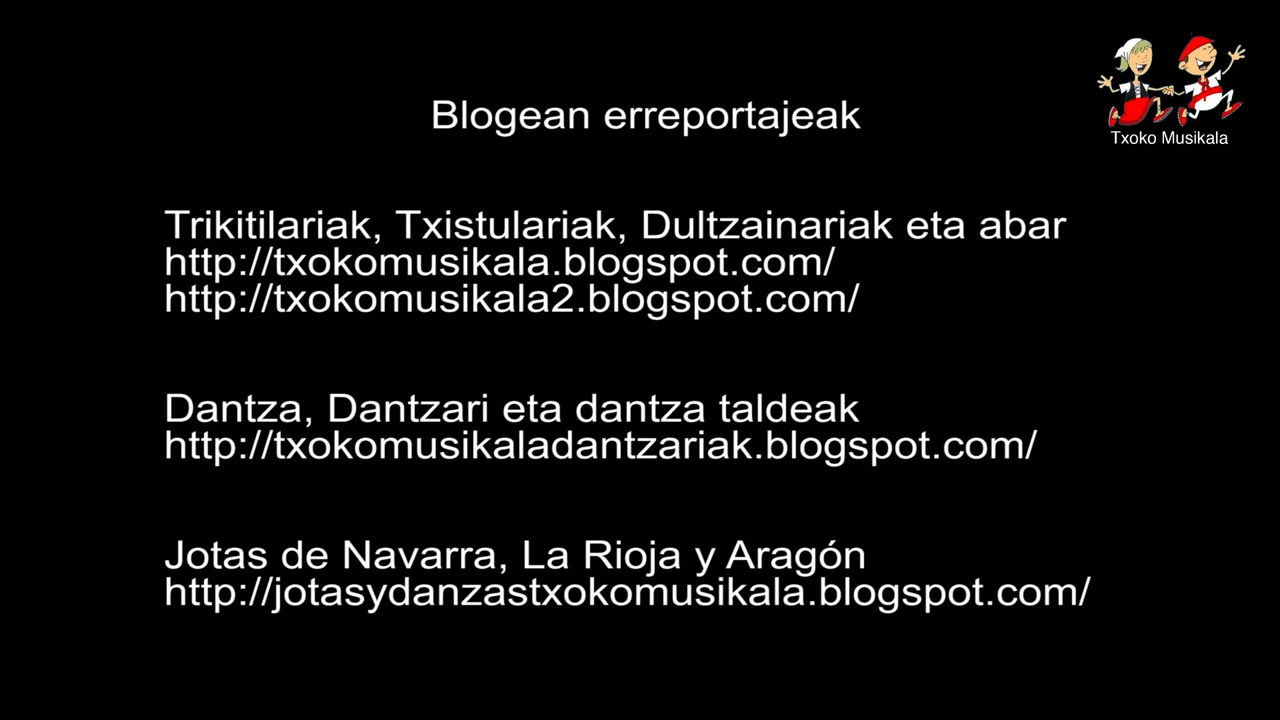 Blogean erreportajeak
Txoko Musikala
Trikitilariak, Txistulariak, Dultzainariak eta abar
http://txokomusikala.blogspot.com/
http://txokomusikala2.blogspot.com/
Dantza, Dantzari eta dantza taldeak
http://txokomusikaladantzariak.blogspot.com/
Jotas de Navarra, La Rioja y Aragón
http://jotasydanzastxokomusikala.blogspot.com/